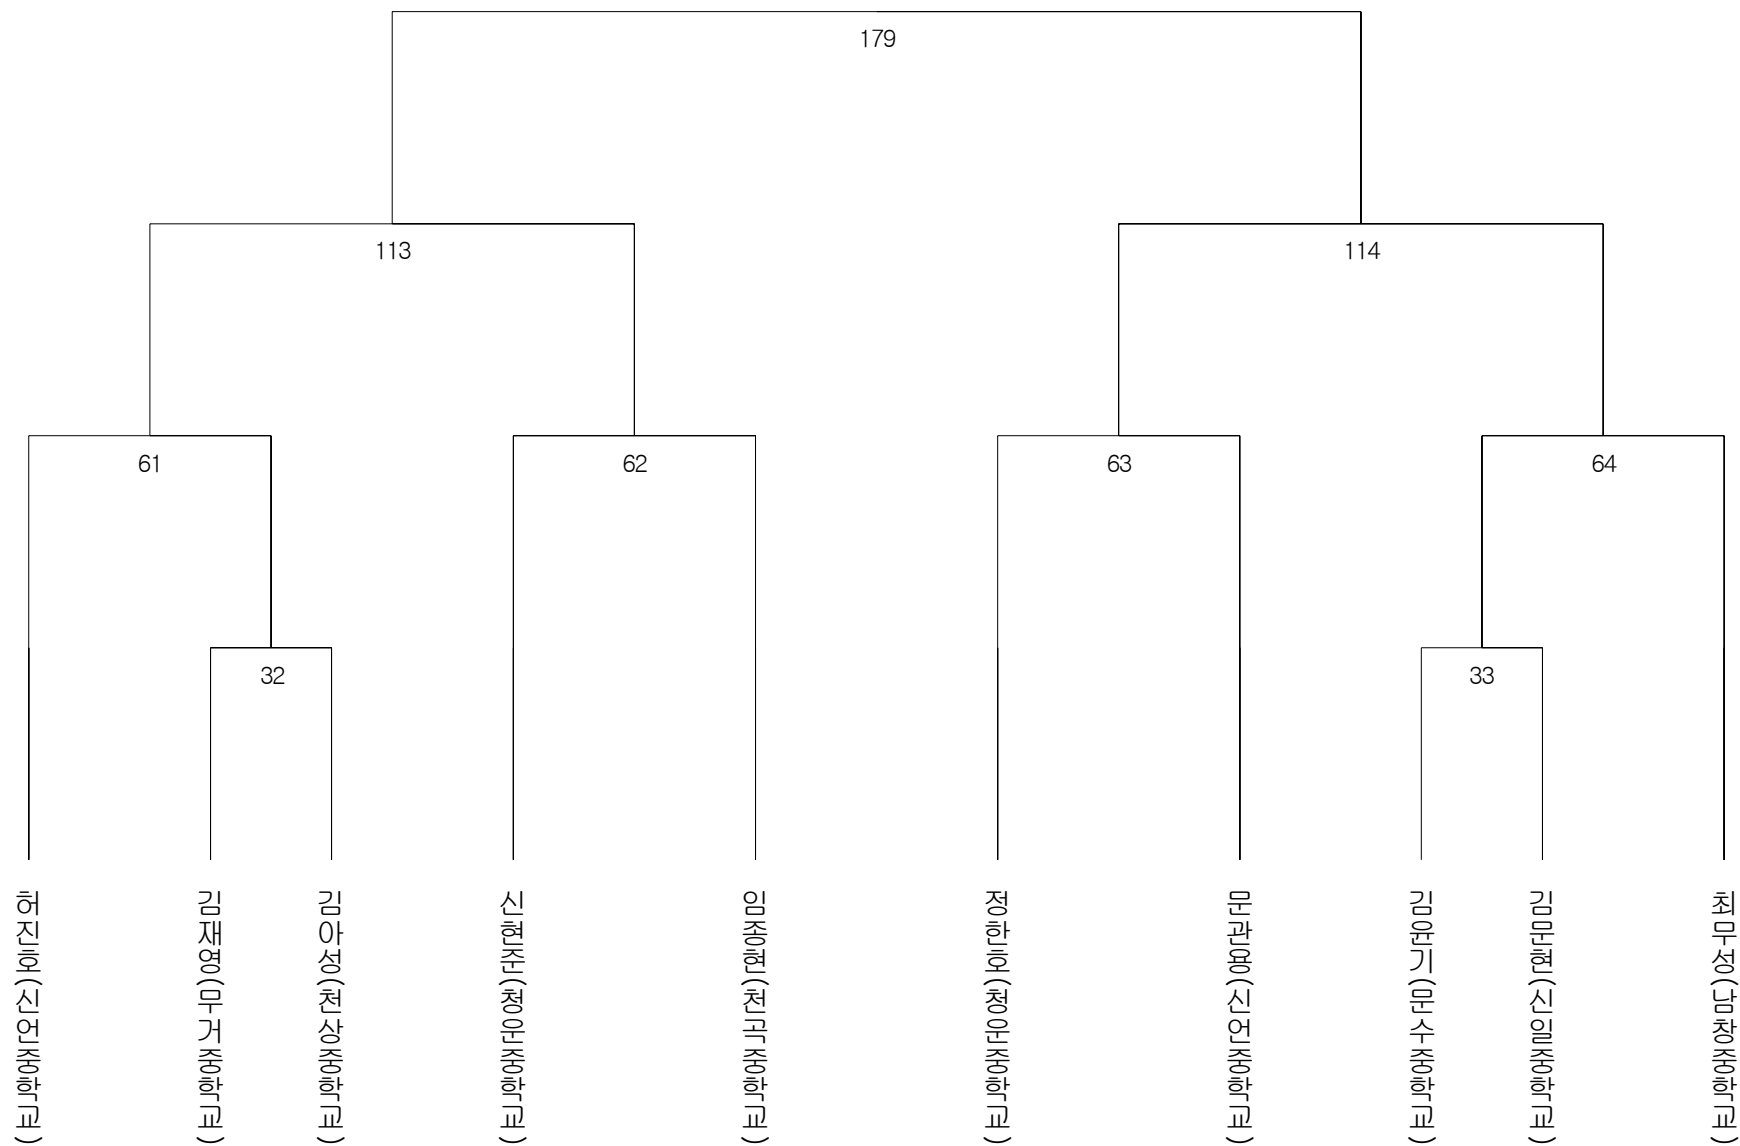 179
113
114
61
62
63
64
32
33
허진호(신언중학교)
김재영(무거중학교)
김아성(천상중학교)
신현준(청운중학교)
임종현(천곡중학교)
정한호(청운중학교)
문관용(신언중학교)
김윤기(문수중학교)
김문현(신일중학교)
최무성(남창중학교)